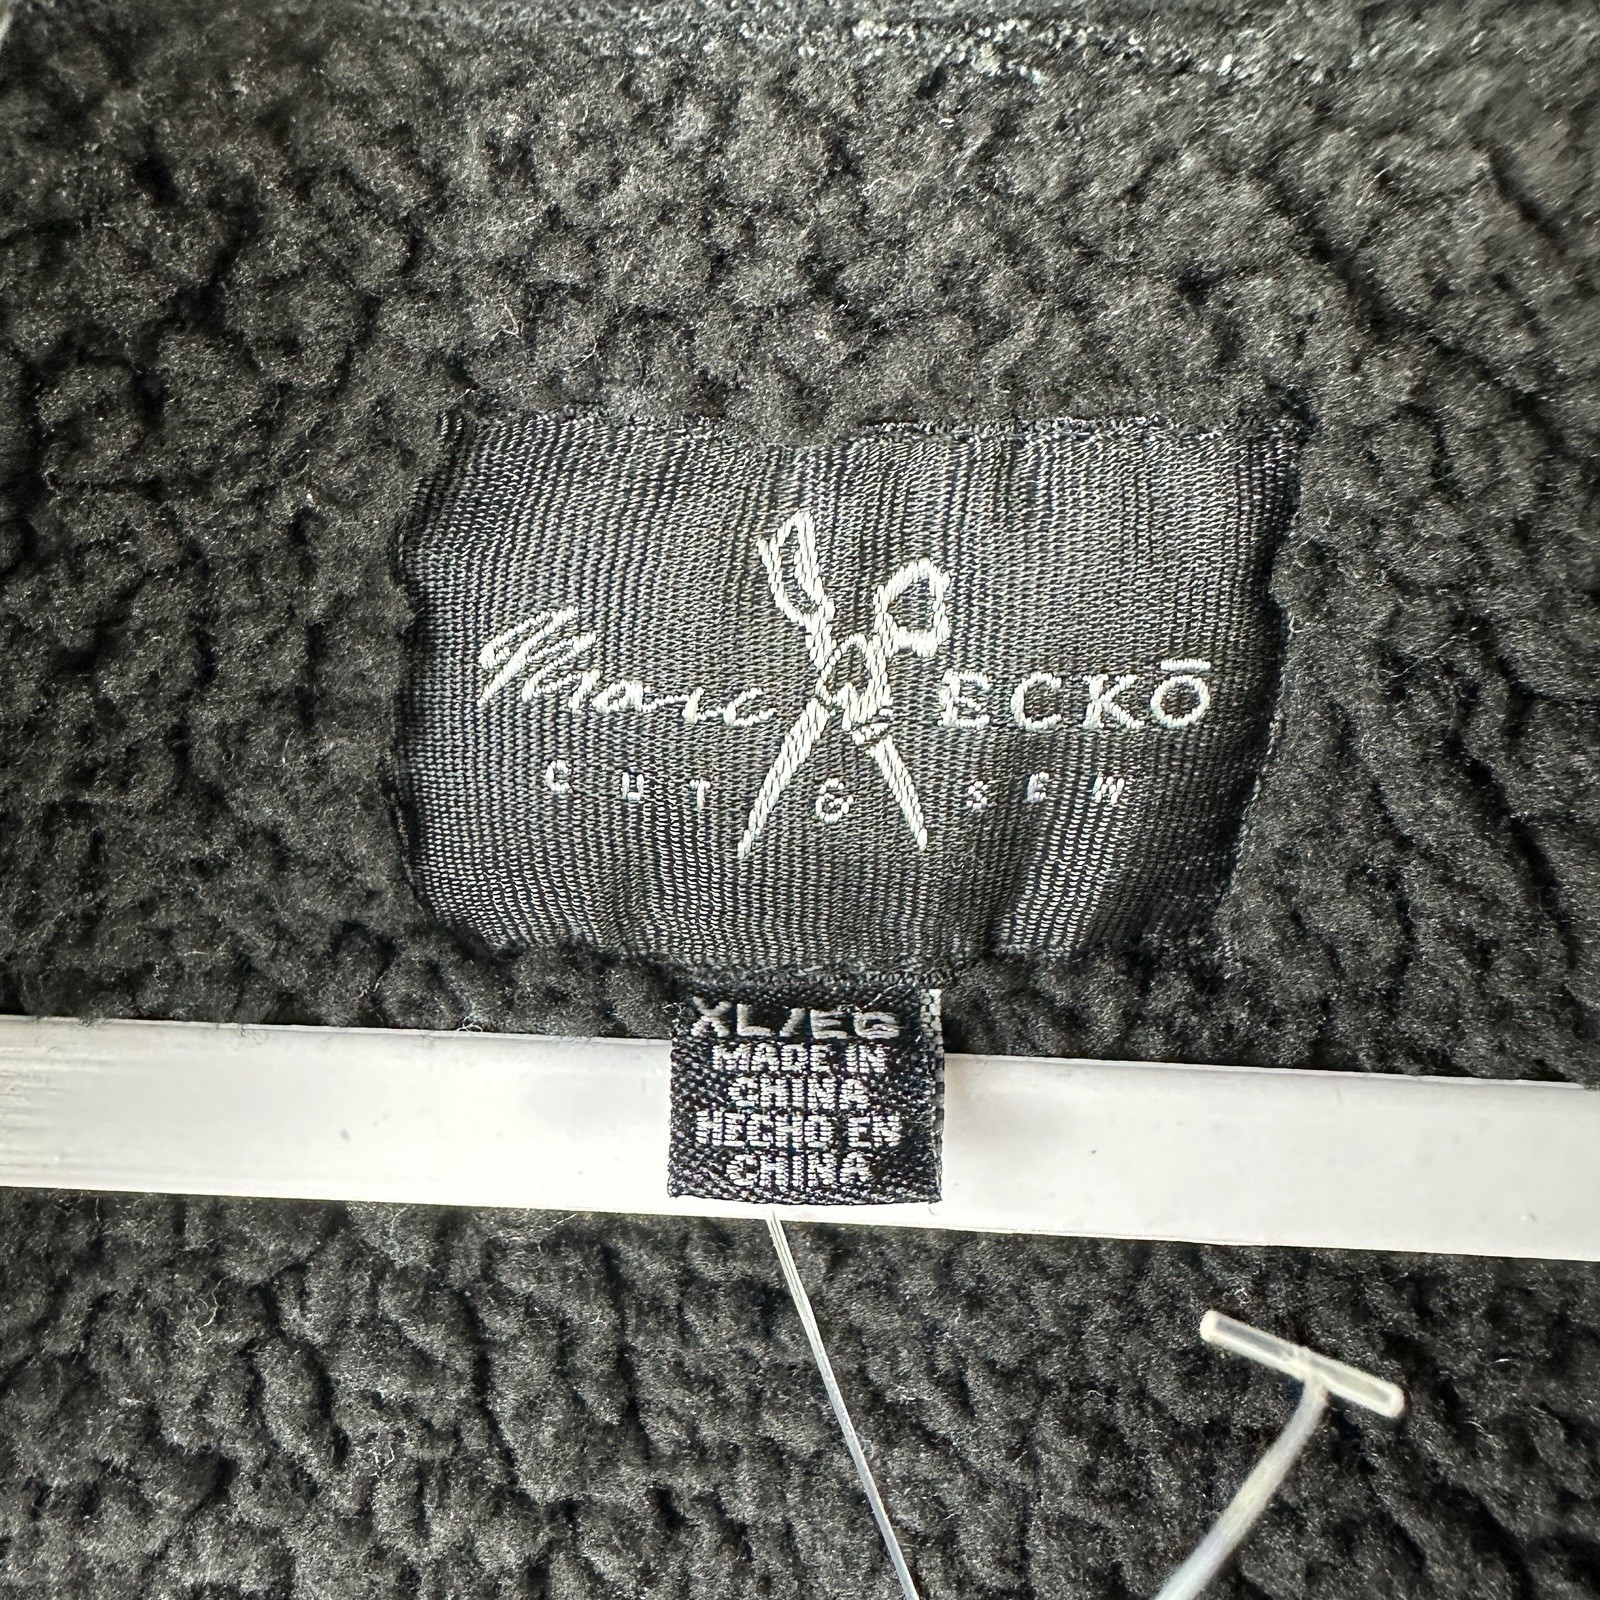 Marc ECKŌ
CUT & SEW
XL/EG
MADE IN
CHINA
HECHO EN
CHINA